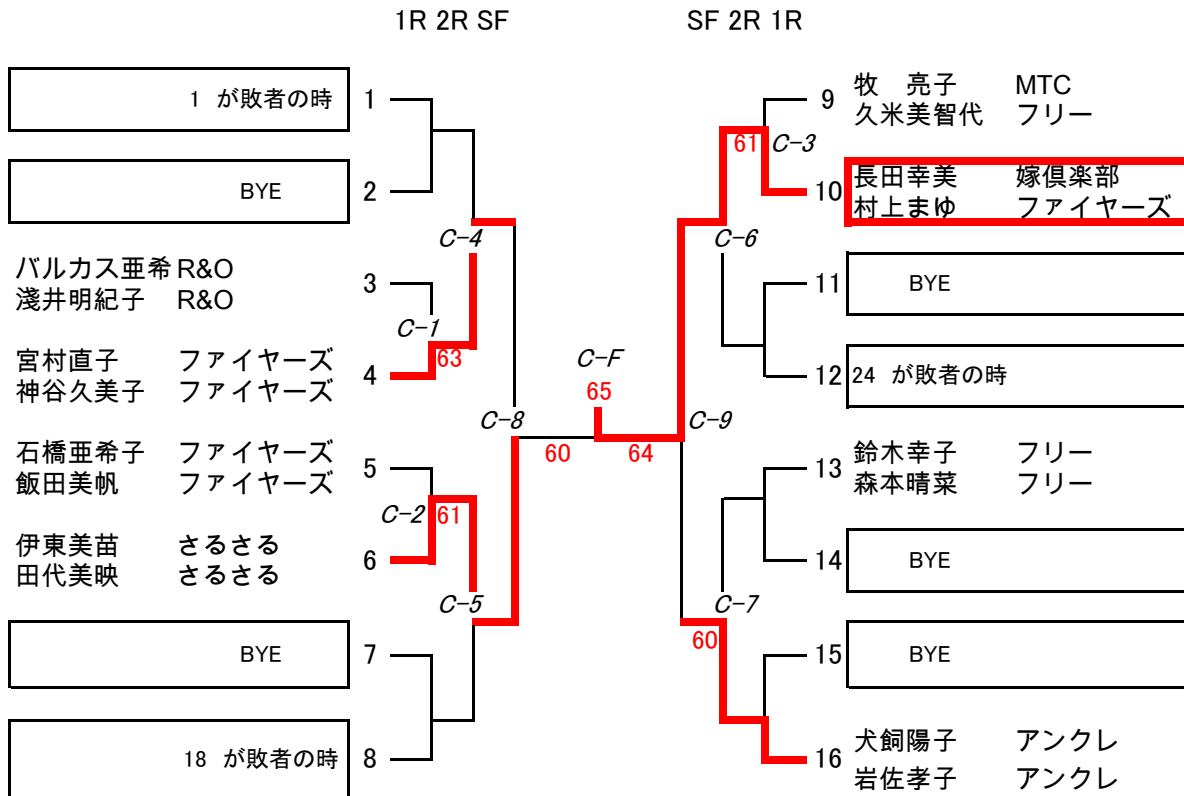 1R 2R SF
SF 2R 1R
1 が敗者の時 1
BYE 2
バルカス亜希 R&O
淺井明紀子 R&O
3
宮村直子 ファイヤーズ
神谷久美子 ファイヤーズ
4
石橋亜希子 ファイヤーズ
飯田美帆 ファイヤーズ
5
伊東美苗 さるさる
田代美映 さるさる
6
BYE 7
18 が敗者の時 8
C-4
C-1
63
C-2
61
C-5
C-8
60
C-F
65
64
C-9
61
C-3
C-6
C-7
60
9
牧 亮子 MTC
久米美智代 フリー
10
長田幸美 嫁倶楽部
村上まゆ ファイヤーズ
11 BYE
12 24 が敗者の時
13
鈴木幸子 フリー
森本晴菜 フリー
14 BYE
15 BYE
16
犬飼陽子 アンクレ
岩佐孝子 アンクレ